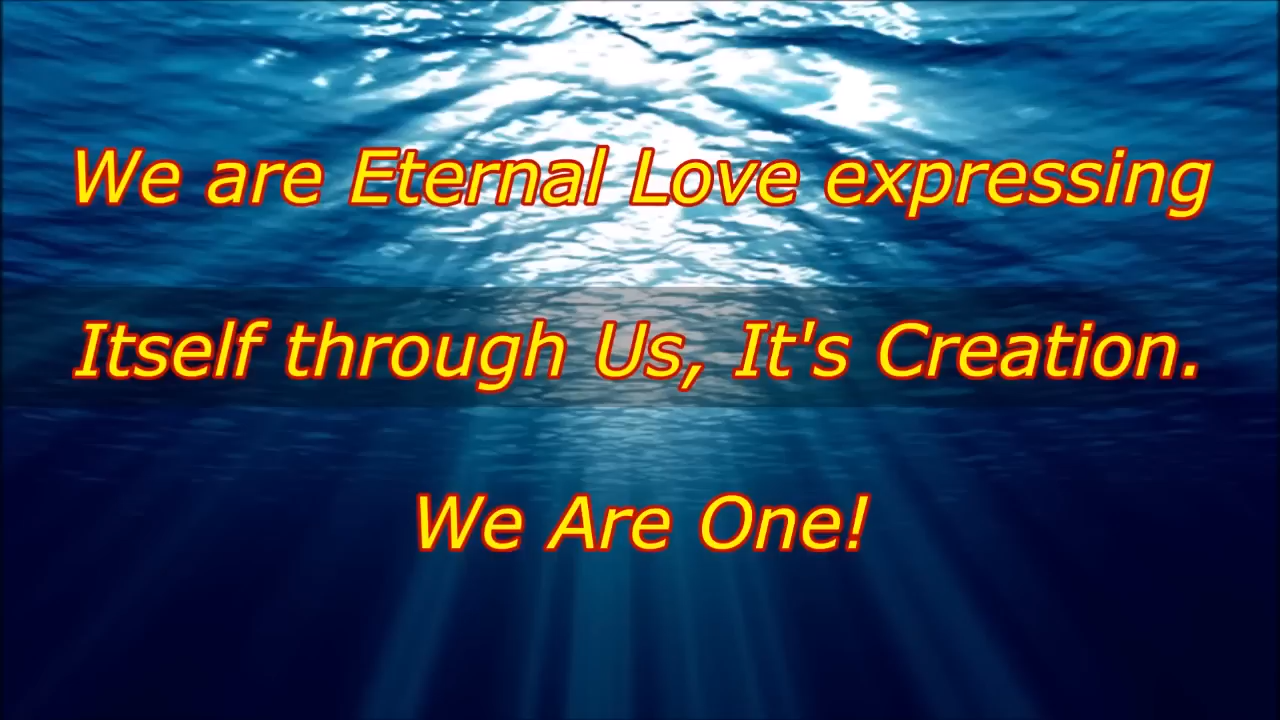 We are Eternal Love expressing
Itself through Us, It's Creation.
We Are One!